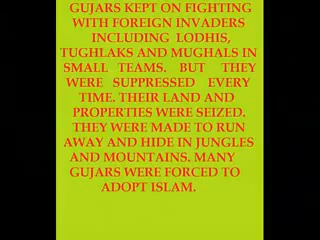 GUJARS KEPT ON FIGHTING
WITH FOREIGN INVADERS
INCLUDING LODHIS,
TUGHLAKS AND MUGHALS IN
SMALL TEAMS. BUT THEY
WERE SUPPRESSED EVERY
TIME. THEIR LAND AND
PROPERTIES WERE SEIZED.
THEY WERE MADE TO RUN
AWAY AND HIDE IN JUNGLES
AND MOUNTAINS. MANY
GUJARS WERE FORCED TO
ADOPT ISLAM.